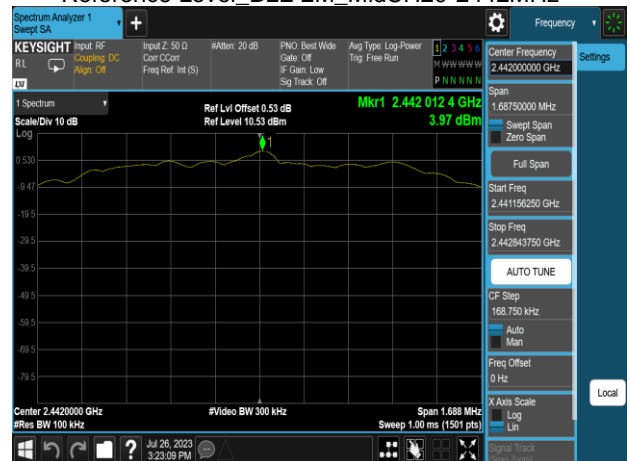 Spectrum Analyzer 1
Swept SA
+
Frequency
KEYSIGHT
RL
LXI
Input: RF
Coupling: DC
Align: Off
Input Z: 50 Ω
Corr CCorr
Freq Ref: Int (S)
#Atten: 20 dB
PNO: Best Wide
Gate: Off
IF Gain: Low
Sig Track: Off
Avg Type: Log-Power
Trig: Free Run
1 2 3 4 5 6
M W W W W W
P N N N N N
1 Spectrum
Scale/Div 10 dB
Log
Ref Lvl Offset 0.53 dB
Ref Level 10.53 dBm
Mkr1 2.442 012 4 GHz
3.97 dBm
1
0.530
-9.47
-19.5
-29.5
-39.5
-49.5
-59.5
-69.5
-79.5
Center 2.4420 GHz
#Res BW 100 kHz
#Video BW 300 kHz
Span 1.688 MHz
Sweep 1.00 ms (1501 pts)
Center Frequency
2.442000000 GHz
Settings
Span
1.68750000 MHz
Swept Span
Zero Span
Full Span
Start Freq
2.441156250 GHz
Stop Freq
2.442843750 GHz
AUTO TUNE
CF Step
168.750 kHz
Auto
Man
Freq Offset
0 Hz
X Axis Scale
Log
Lin
Local
Signal Track
?
Jul 26, 2023
3:23:09 PM